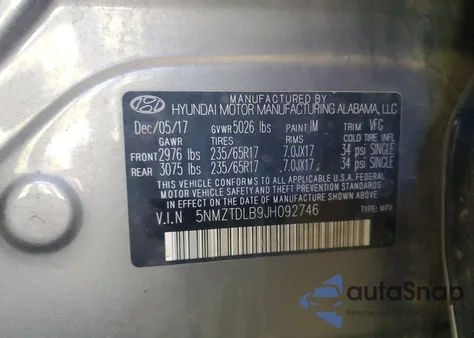 MANUFACTURED BY
HYUNDAI MOTOR MANUFACTURING ALABAMA, LLC
Dec/05/17 GVWR 5026 lbs PAINT IM TRIM VFG
GAWR TIRES RIMS COLD TIRE INFL
FRONT 2976 lbs 235/65R17 7.0JX17 34 psi SINGLE
REAR 3075 lbs 235/65R17 7.0JX17 34 psi SINGLE
THIS VEHICLE CONFORMS TO ALL APPLICABLE FEDERAL
MOTOR VEHICLE SAFETY AND THEFT PREVENTION STANDARDS
IN EFFECT ON THE DATE OF MANUFACTURE SHOWN ABOVE.
V.I.N 5NMZTDLB9JH092746 TYPE: MPV
autoSnap
VEHICLE VISION